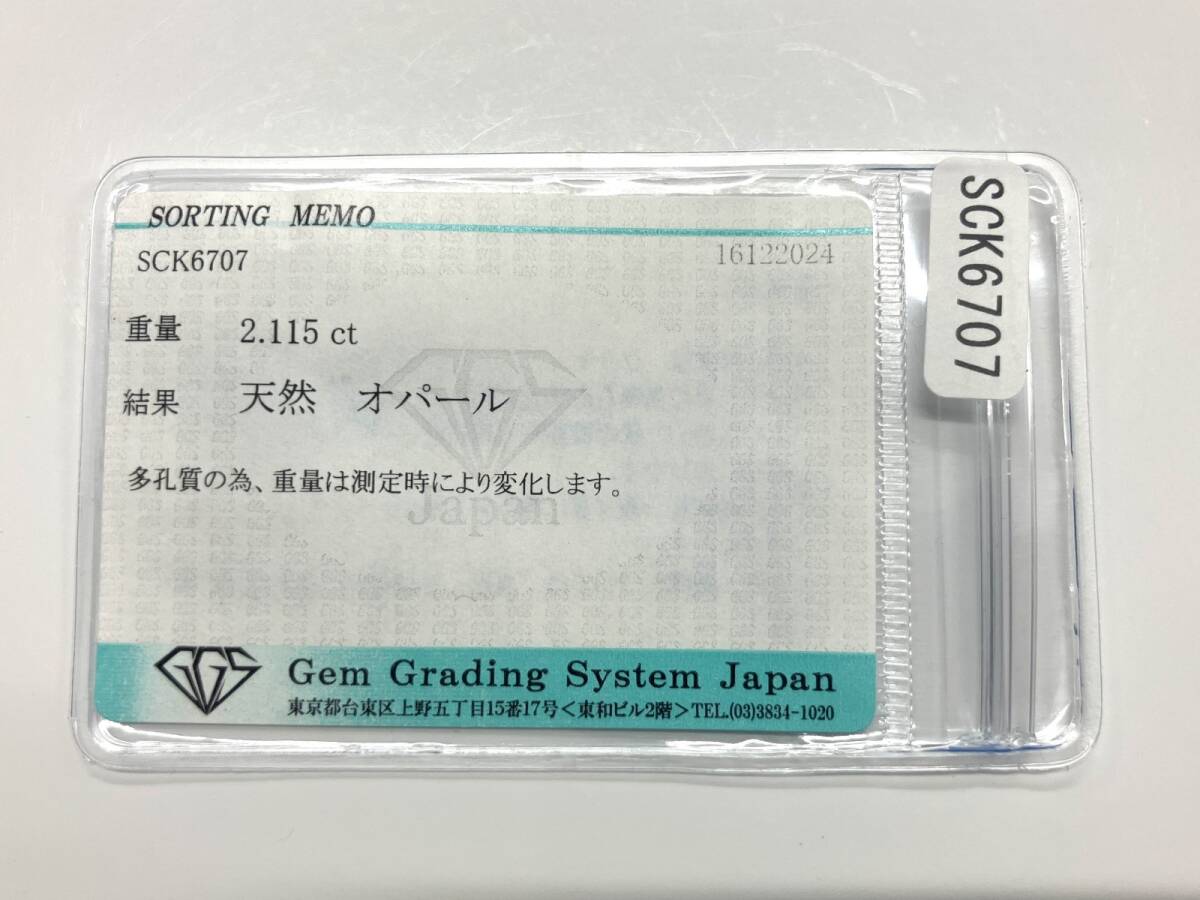 SORTING MEMO
SCK6707 16122024
重量 2.115 ct
結果 天然 オパール
多孔質の為、重量は測定時により変化します。
GGS
Japan
GGS Gem Grading System Japan
東京都台東区上野五丁目15番17号＜東和ビル2階＞TEL.(03)3834-1020
SCK6707